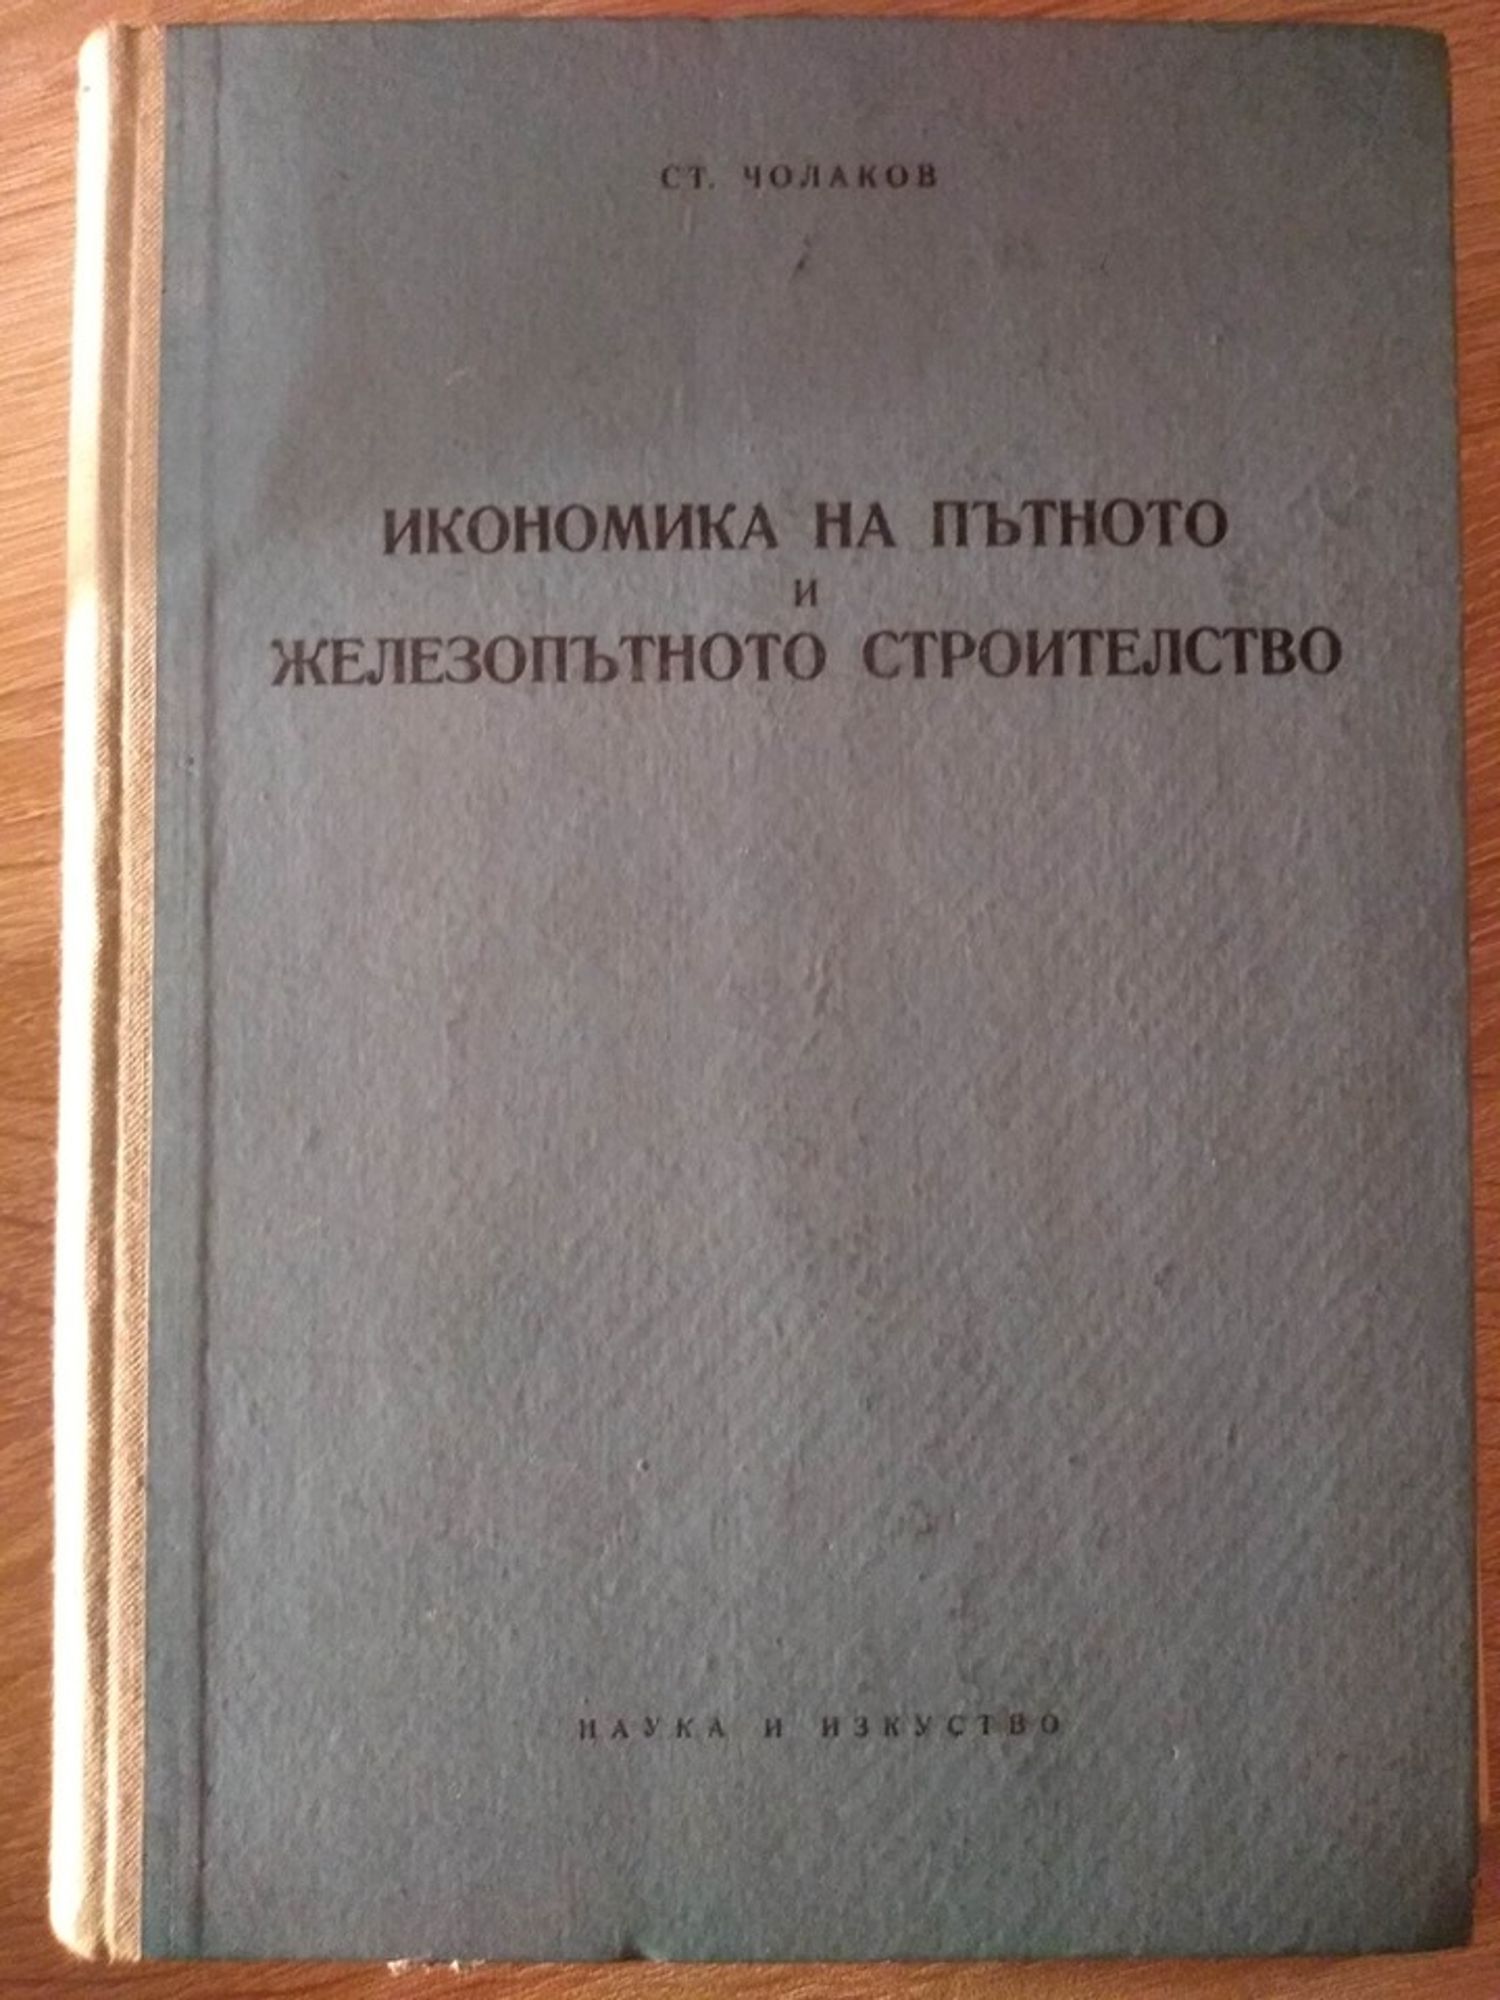 СТ. ЧОЛАКОВ
ИКОНОМИКА НА ПЪТНОТО
И
ЖЕЛЕЗОПЪТНОТО СТРОИТЕЛСТВО
НАУКА И ИЗКУСТВО